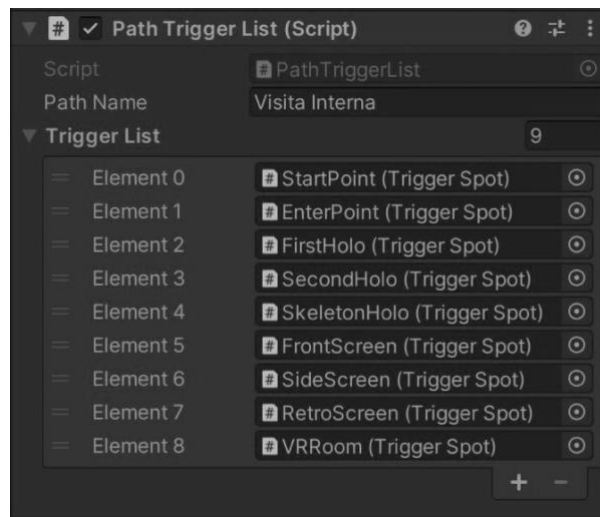 Path Trigger List (Script)
Script PathTriggerList
Path Name Visita Interna
Trigger List 9
Element 0 StartPoint (Trigger Spot)
Element 1 EnterPoint (Trigger Spot)
Element 2 FirstHolo (Trigger Spot)
Element 3 SecondHolo (Trigger Spot)
Element 4 SkeletonHolo (Trigger Spot)
Element 5 FrontScreen (Trigger Spot)
Element 6 SideScreen (Trigger Spot)
Element 7 RetroScreen (Trigger Spot)
Element 8 VRRoom (Trigger Spot)